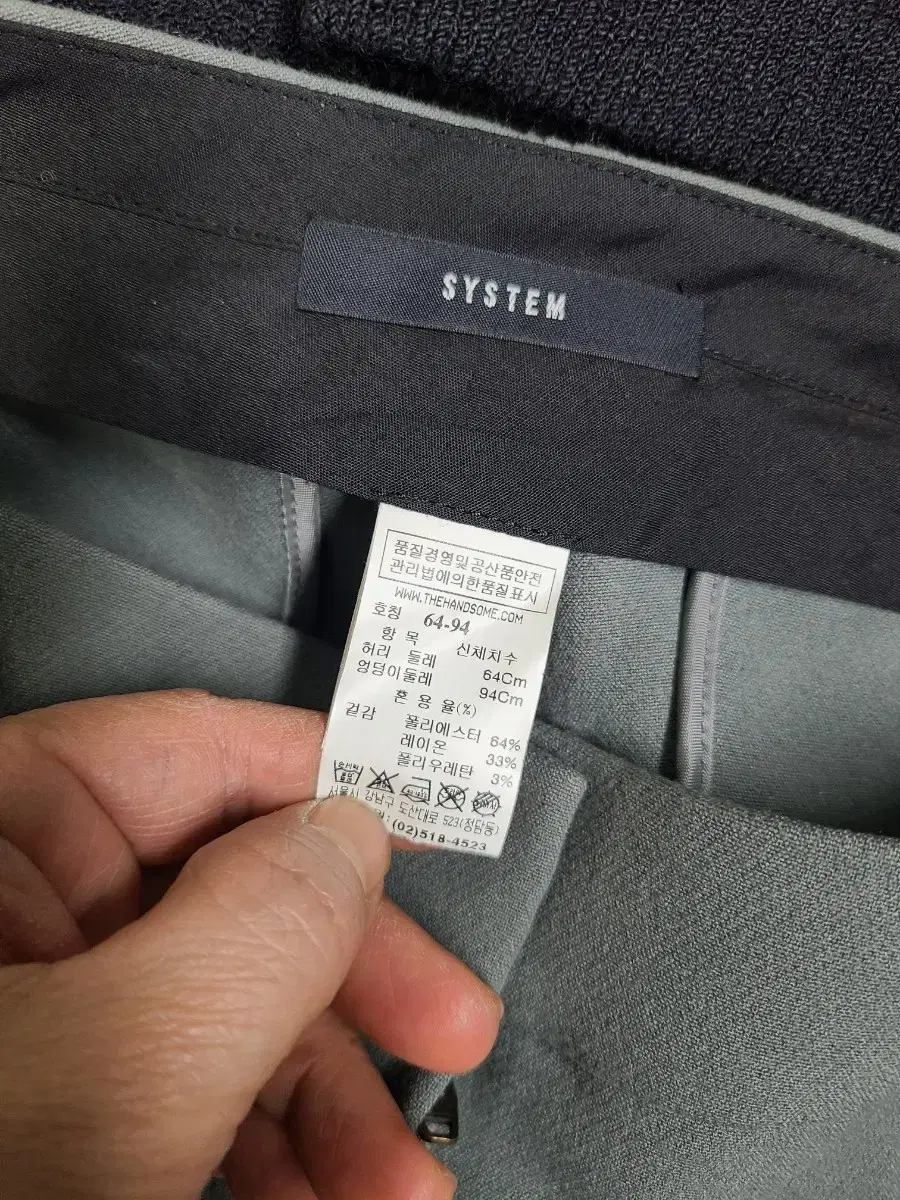 SYSTEM
품질경영및공산품안전
관리법에의한품질표시
WWW.THEHANDSOME.COM
호칭 64-94
항 목 신체치수
허리 둘레 64Cm
엉덩이둘레 94Cm
혼 용 율(%)
겉감 폴리에스터 64%
레이온 33%
폴리우레탄 3%
서울시 강남구 도산대로 523(청담동)
:(02)518-4523